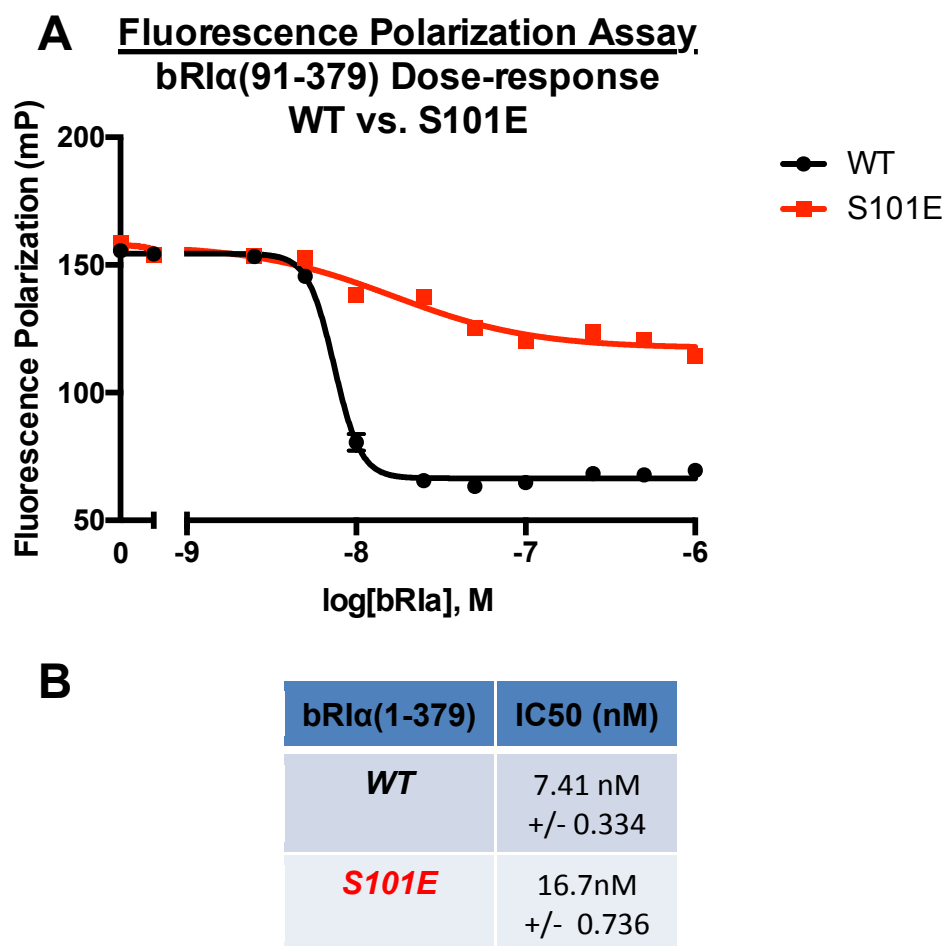 A
Fluorescence Polarization Assay
bRIα(91-379) Dose-response
WT vs. S101E
Fluorescence Polarization (mP)
200
150
100
50
0
-9
-8
-7
-6
log[bRIa], M
WT
S101E
B
bRIα(1-379) IC50 (nM)
WT 7.41 nM
+/- 0.334
S101E 16.7nM
+/- 0.736